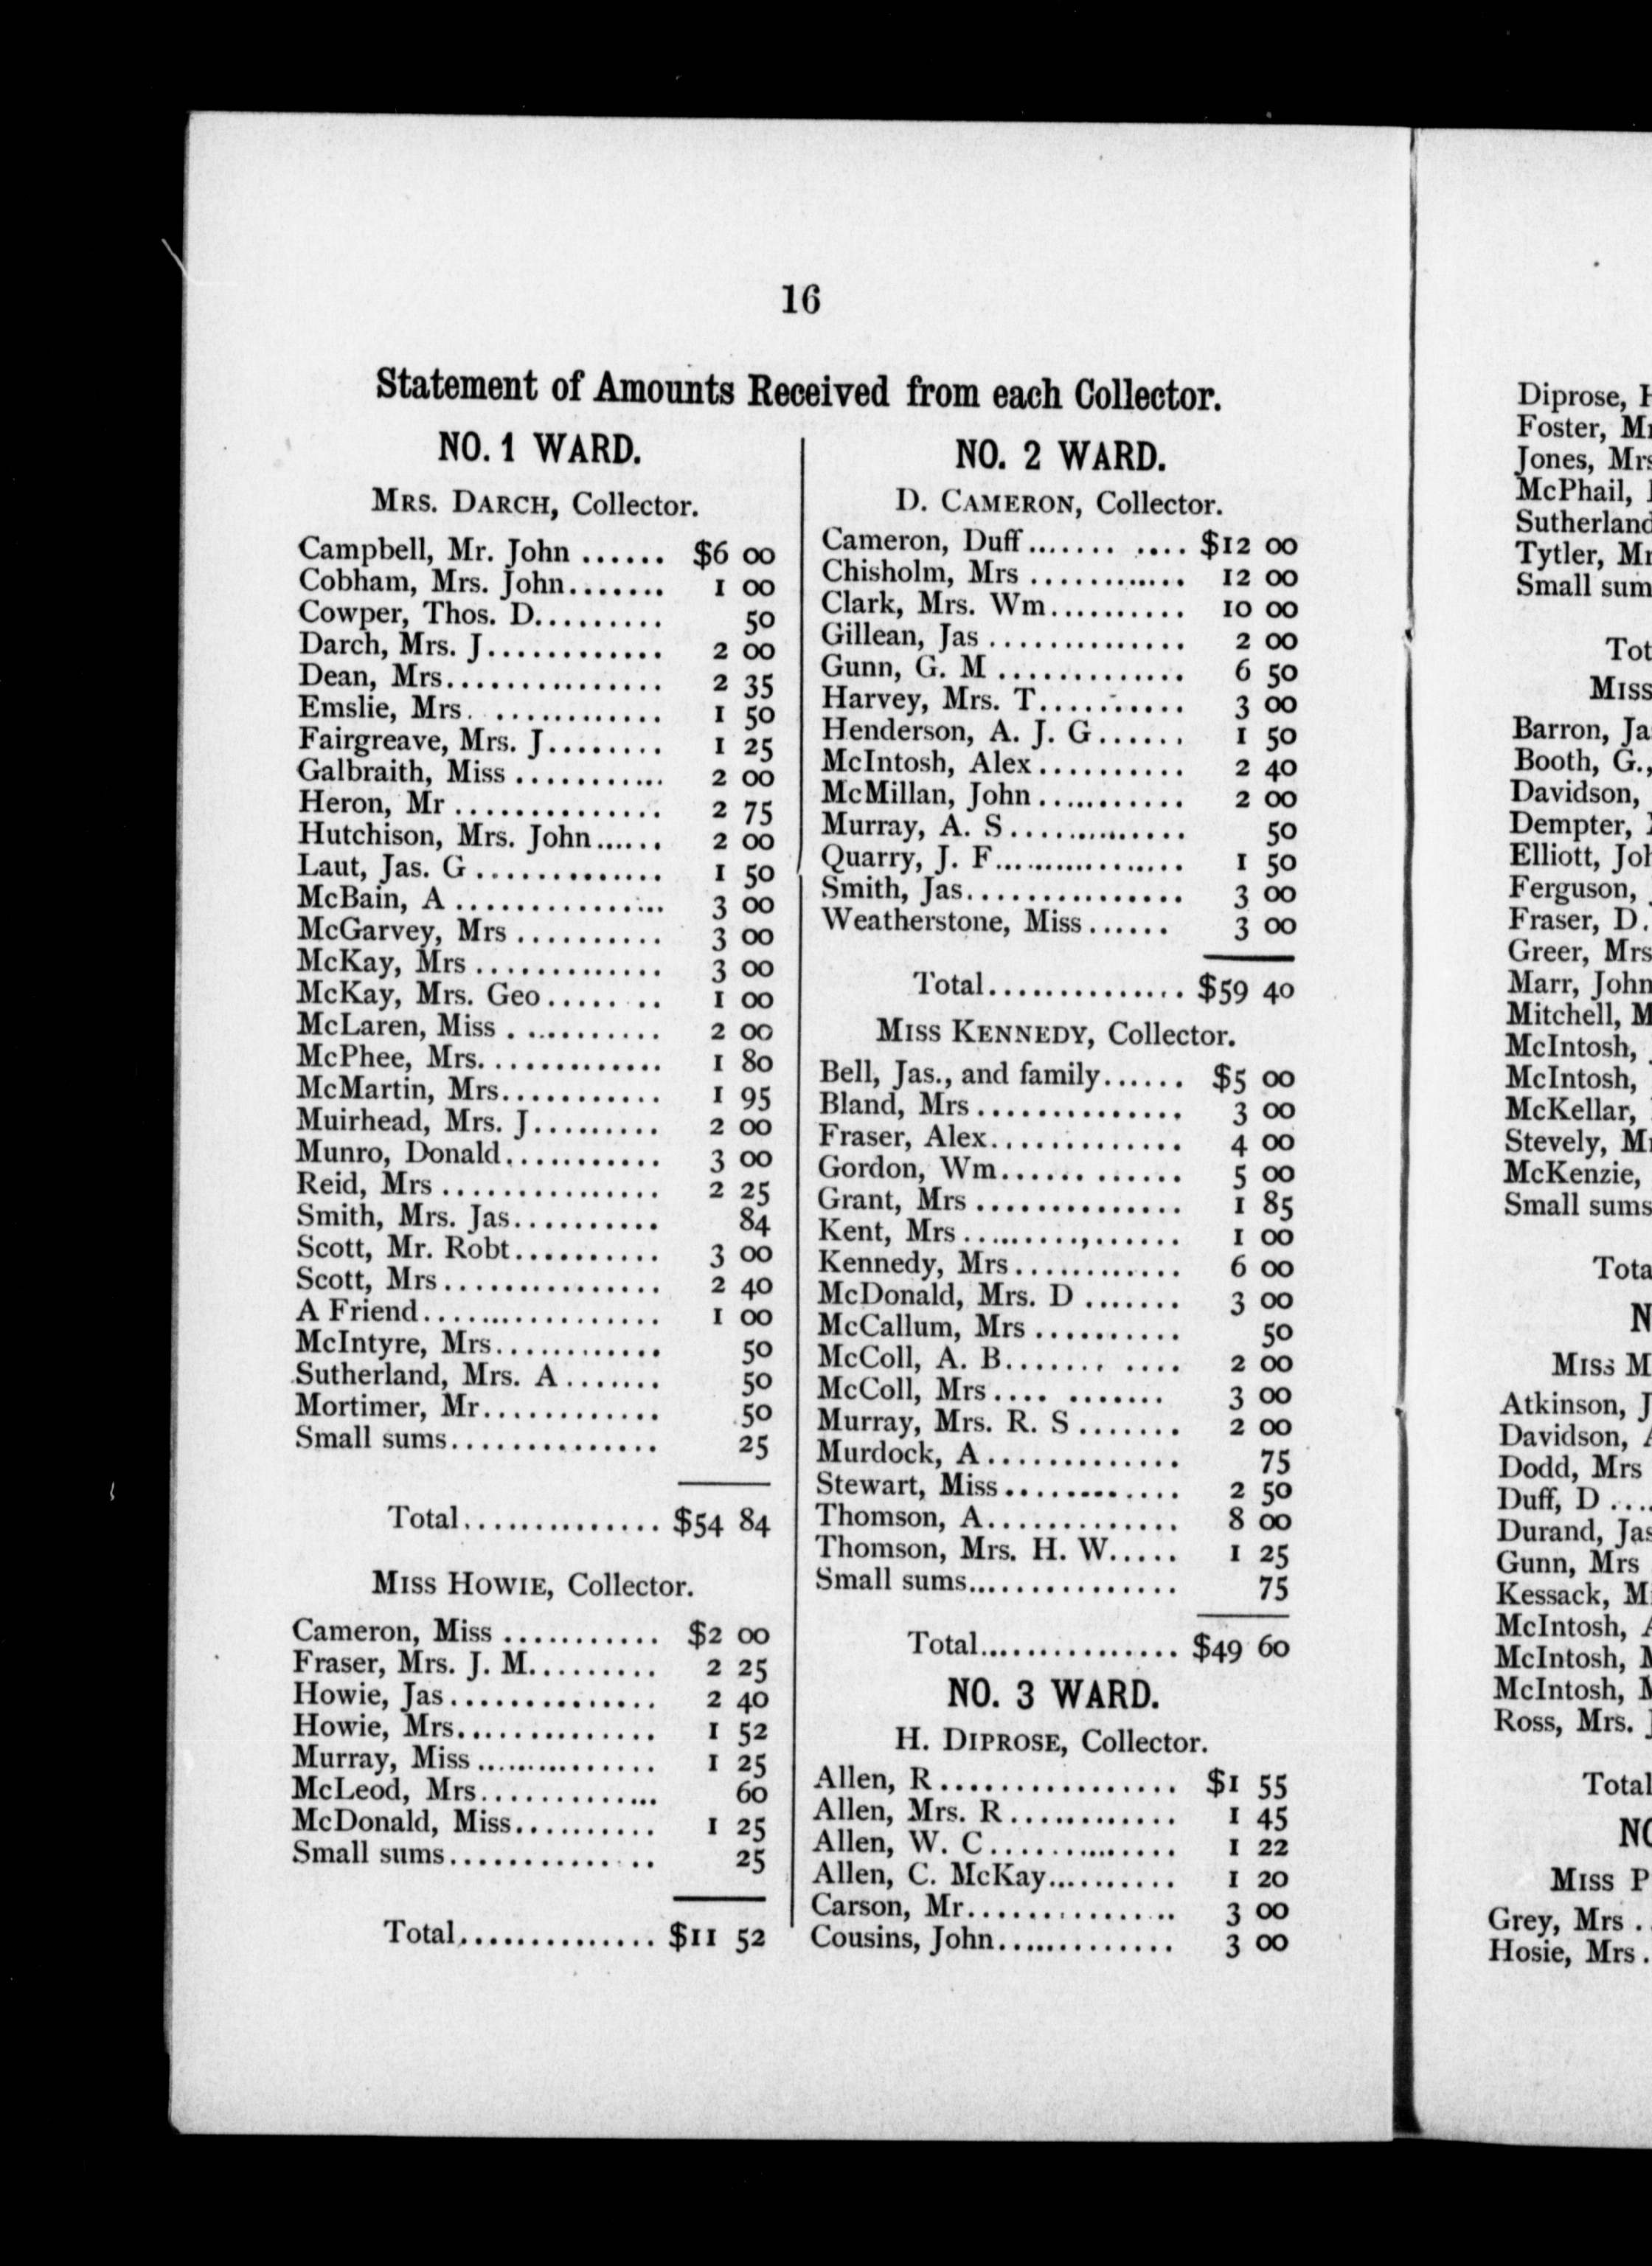 16
Statement of Amounts Received from each Collector.
NO. 1 WARD.
MRS. DARCH, Collector.
Campbell, Mr. John ...... $6 00
Cobham, Mrs. John....... 1 00
Cowper, Thos. D......... 50
Darch, Mrs. J............ 2 00
Dean, Mrs................ 2 35
Emslie, Mrs. ............ 1 50
Fairgreave, Mrs. J........ 1 25
Galbraith, Miss ........... 2 00
Heron, Mr ............... 2 75
Hutchison, Mrs. John...... 2 00
Laut, Jas. G ............. 1 50
McBain, A ............... 3 00
McGarvey, Mrs .......... 3 00
McKay, Mrs ............. 3 00
McKay, Mrs. Geo........ 1 00
McLaren, Miss . .......... 2 00
McPhee, Mrs............. 1 80
McMartin, Mrs........... 1 95
Muirhead, Mrs. J......... 2 00
Munro, Donald........... 3 00
Reid, Mrs ............... 2 25
Smith, Mrs. Jas.......... 84
Scott, Mr. Robt.......... 3 00
Scott, Mrs............... 2 40
A Friend................. 1 00
McIntyre, Mrs............ 50
Sutherland, Mrs. A....... 50
Mortimer, Mr............ 50
Small sums............... 25
Total.............. $54 84
MISS HOWIE, Collector.
Cameron, Miss ........... $2 00
Fraser, Mrs. J. M......... 2 25
Howie, Jas.............. 2 40
Howie, Mrs.............. 1 52
Murray, Miss .............. 1 25
McLeod, Mrs............. 60
McDonald, Miss.......... 1 25
Small sums.............. 25
Total.............. $11 52
NO. 2 WARD.
D. CAMERON, Collector.
Cameron, Duff....... .... $12 00
Chisholm, Mrs ........... 12 00
Clark, Mrs. Wm.......... 10 00
Gillean, Jas .............. 2 00
Gunn, G. M ............. 6 50
Harvey, Mrs. T.......... 3 00
Henderson, A. J. G...... 1 50
McIntosh, Alex.......... 2 40
McMillan, John........... 2 00
Murray, A. S............. 50
Quarry, J. F............... 1 50
Smith, Jas................ 3 00
Weatherstone, Miss...... 3 00
Total.............. $59 40
MISS KENNEDY, Collector.
Bell, Jas., and family...... $5 00
Bland, Mrs .............. 3 00
Fraser, Alex.............. 4 00
Gordon, Wm............. 5 00
Grant, Mrs .............. 1 85
Kent, Mrs................ 1 00
Kennedy, Mrs............ 6 00
McDonald, Mrs. D ....... 3 00
McCallum, Mrs .......... 50
McColl, A. B....... .... 2 00
McColl, Mrs.... ....... 3 00
Murray, Mrs. R. S ....... 2 00
Murdock, A............. 75
Stewart, Miss............ 2 50
Thomson, A............. 8 00
Thomson, Mrs. H. W..... 1 25
Small sums............... 75
Total............... $49 60
NO. 3 WARD.
H. DIPROSE, Collector.
Allen, R................. $1 55
Allen, Mrs. R............ 1 45
Allen, W. C............. 1 22
Allen, C. McKay.......... 1 20
Carson, Mr............... 3 00
Cousins, John............. 3 00
Diprose,
Foster,
Jones,
McPhail,
Sutherland
Tytler,
Small
MISS
Barron,
Booth, G.,
Davidson,
Dempter,
Elliott,
Ferguson,
Fraser, D.
Greer, Mrs
Marr, John
Mitchell,
McIntosh,
McIntosh,
McKellar,
Stevely,
McKenzie,
Small sums
MISS
Atkinson,
Davidson,
Dodd, Mrs
Duff, D ...
Durand, Jas
Gunn, Mrs
Kessack,
McIntosh,
McIntosh,
McIntosh,
Ross, Mrs.
Total
MISS
Grey, Mrs .
Hosie, Mrs.